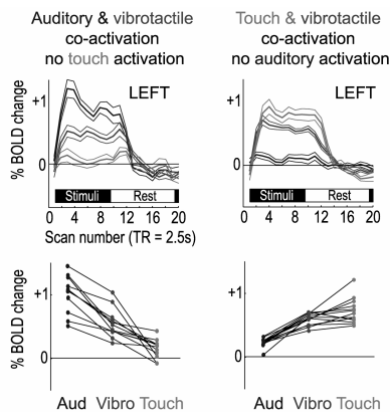 Auditory & vibrotactile
co-activation
no touch activation
LEFT
% BOLD change
+1
0
Stimuli
Rest
0 4 8 12 16 20
Scan number (TR = 2.5s)
% BOLD change
+1
0
Aud Vibro Touch
Touch & vibrotactile
co-activation
no auditory activation
LEFT
+1
0
Stimuli
Rest
0 4 8 12 16 20
+1
0
Aud Vibro Touch